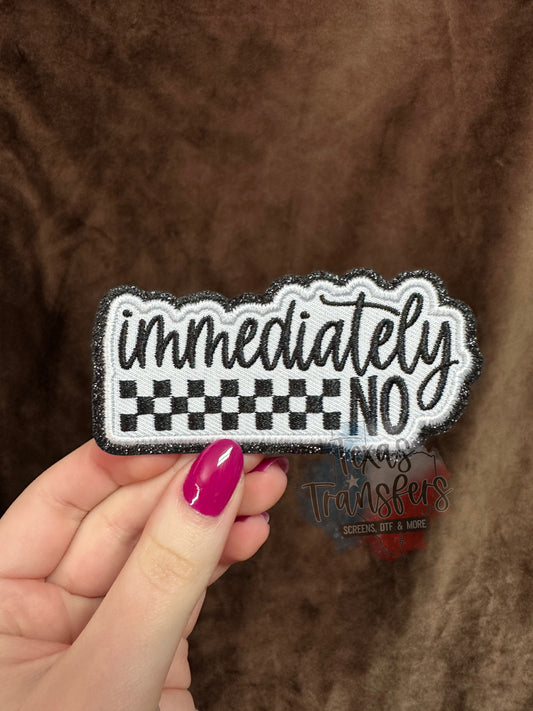 immediately
NO
Texas
Transfers
SCREENS, DTF & MORE